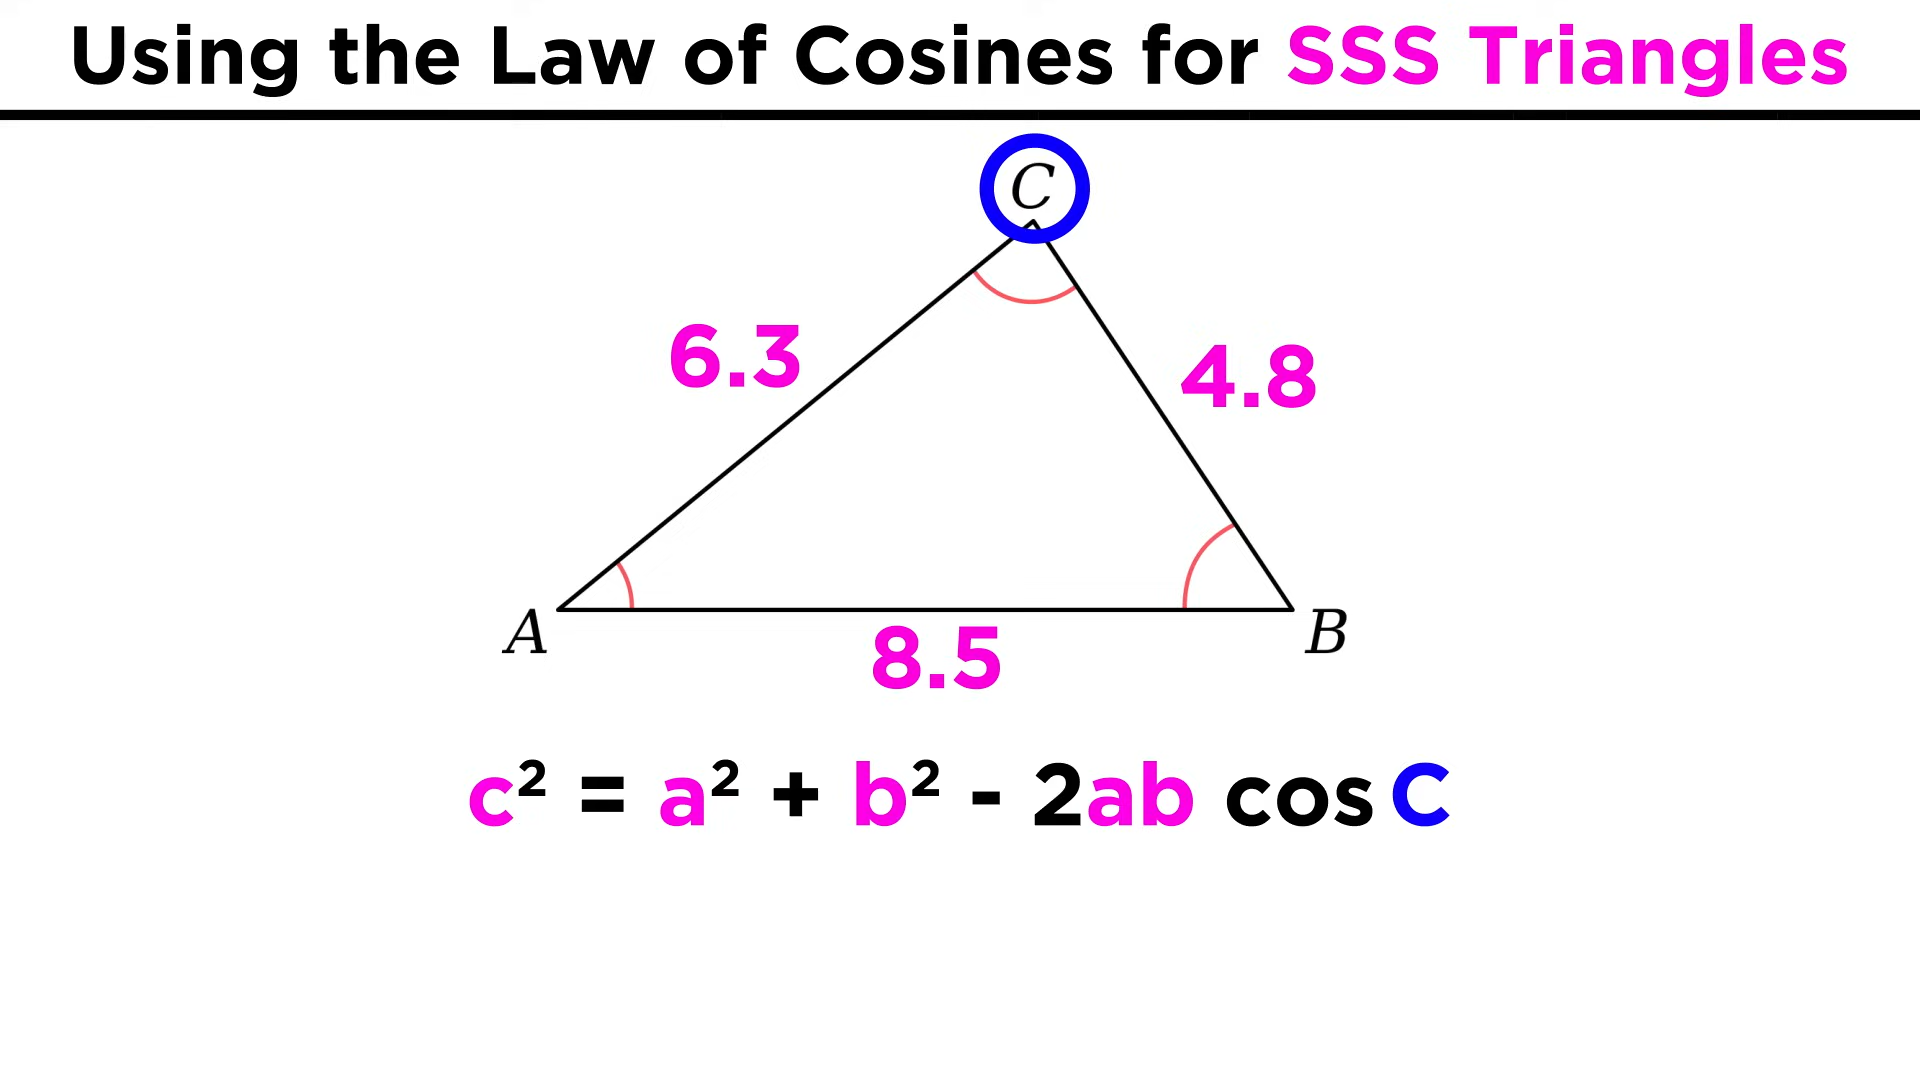 Using the Law of Cosines for SSS Triangles
C
6.3
4.8
A
B
8.5
c² = a² + b² - 2ab cos C